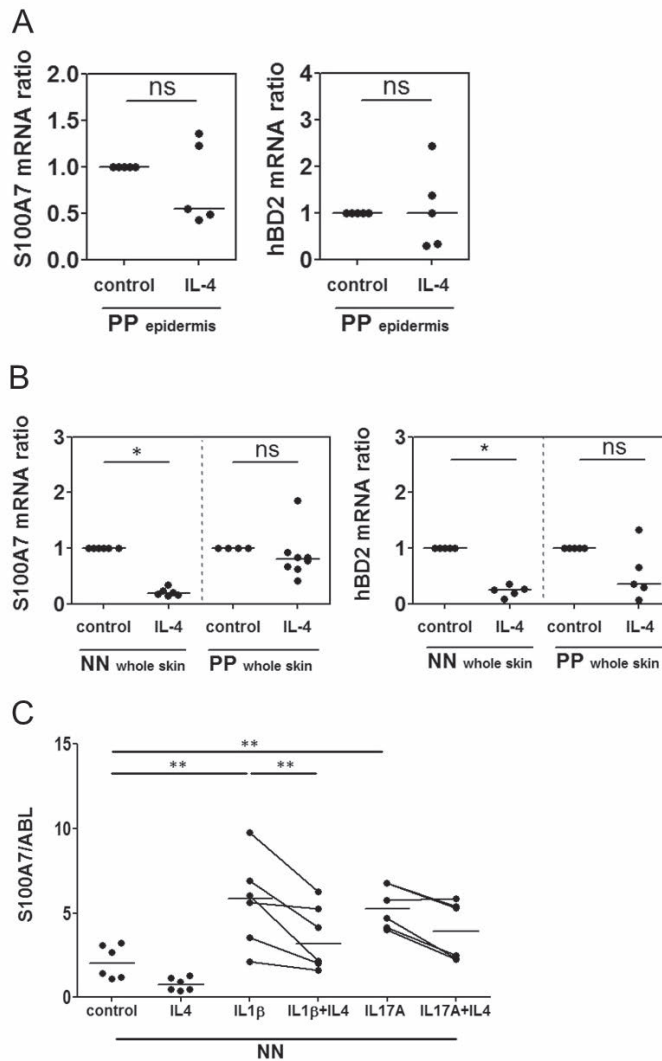 A
S100A7 mRNA ratio
2.0
1.5
1.0
0.5
0.0
ns
control IL-4
PP epidermis
hBD2 mRNA ratio
4
3
2
1
0
ns
control IL-4
PP epidermis
B
S100A7 mRNA ratio
3
2
1
0
* ns
control IL-4 control IL-4
NN whole skin PP whole skin
hBD2 mRNA ratio
3
2
1
0
* ns
control IL-4 control IL-4
NN whole skin PP whole skin
C
S100A7/ABL
15
10
5
0
**
** **
control IL4 IL1β IL1β+IL4 IL17A IL17A+IL4
NN